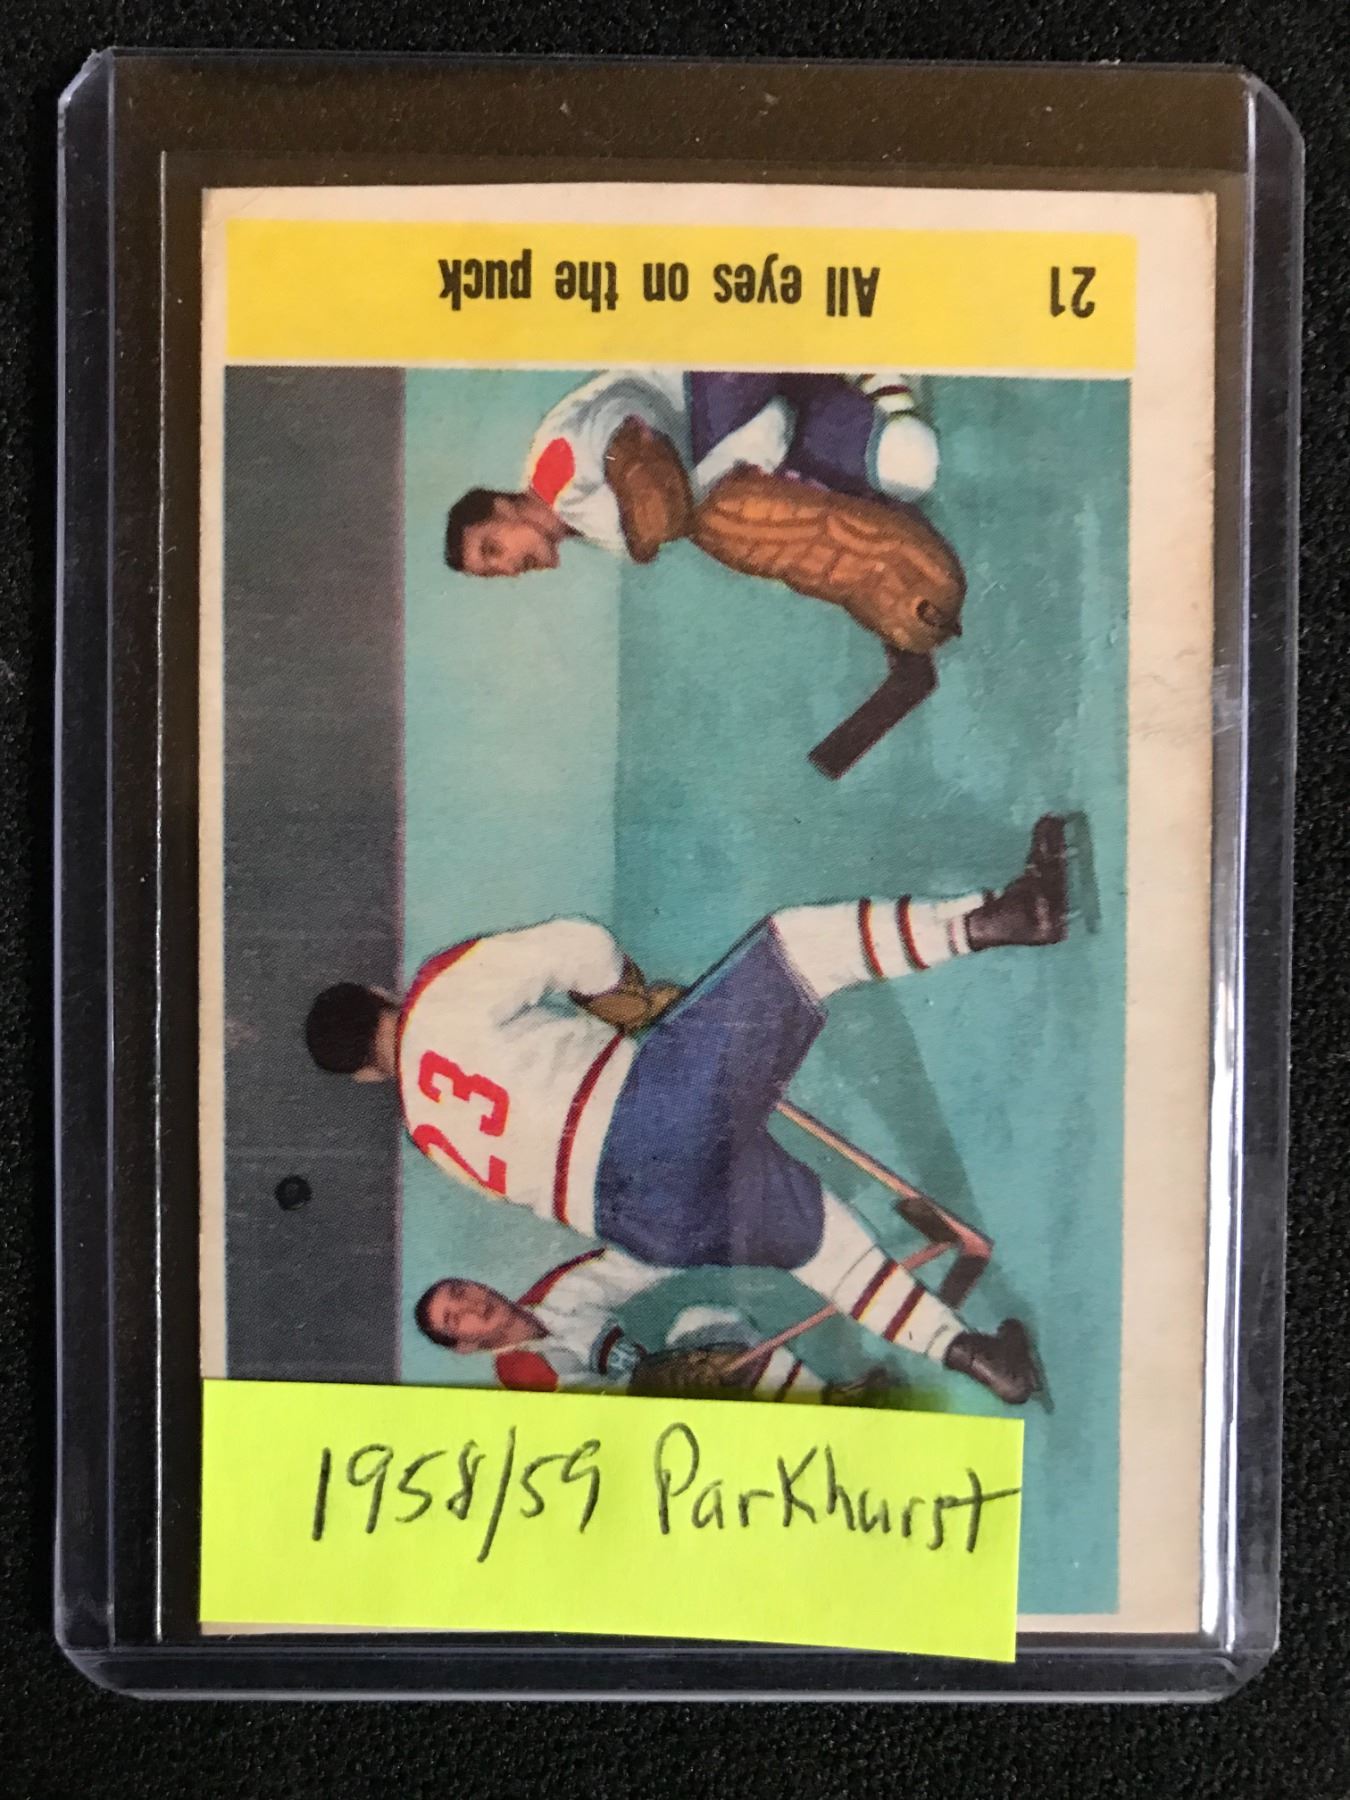 21 All eyes on the puck
23
H
1958/59 Parkhurst